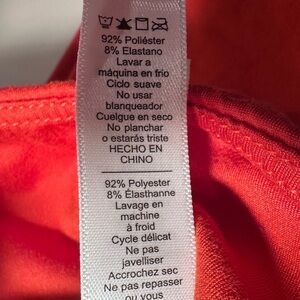 92% Poliéster
8% Elastano
Lavar a
máquina en frio
Ciclo suave
No usar
blanqueador
Cuelgue en seco
No planchar
o estarás triste
HECHO EN
CHINO
92% Polyester
8% Élasthanne
Lavage en
machine
à froid
Cycle délicat
Ne pas
javelliser
Accrochez sec
Ne pas repasser
ou vous